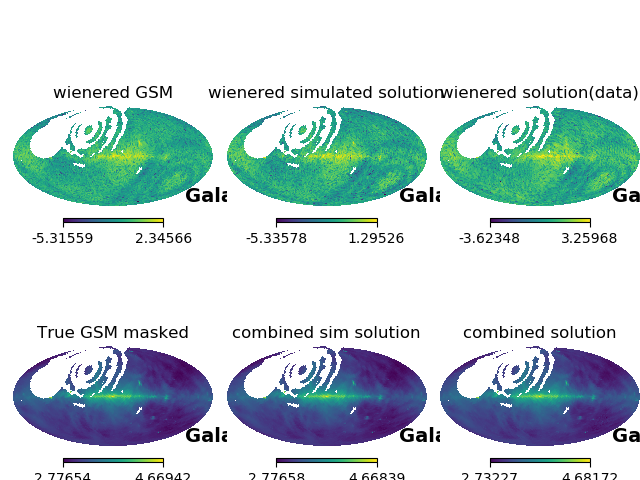 wienered GSM
wienered simulated solution
wienered solution(data)
Gala
Gala
Ga
-5.31559
2.34566
-5.33578
1.29526
-3.62348
3.25968
True GSM masked
combined sim solution
combined solution
Gala
Gala
Ga
2.77654
4.66942
2.77658
4.66839
2.73227
4.68172